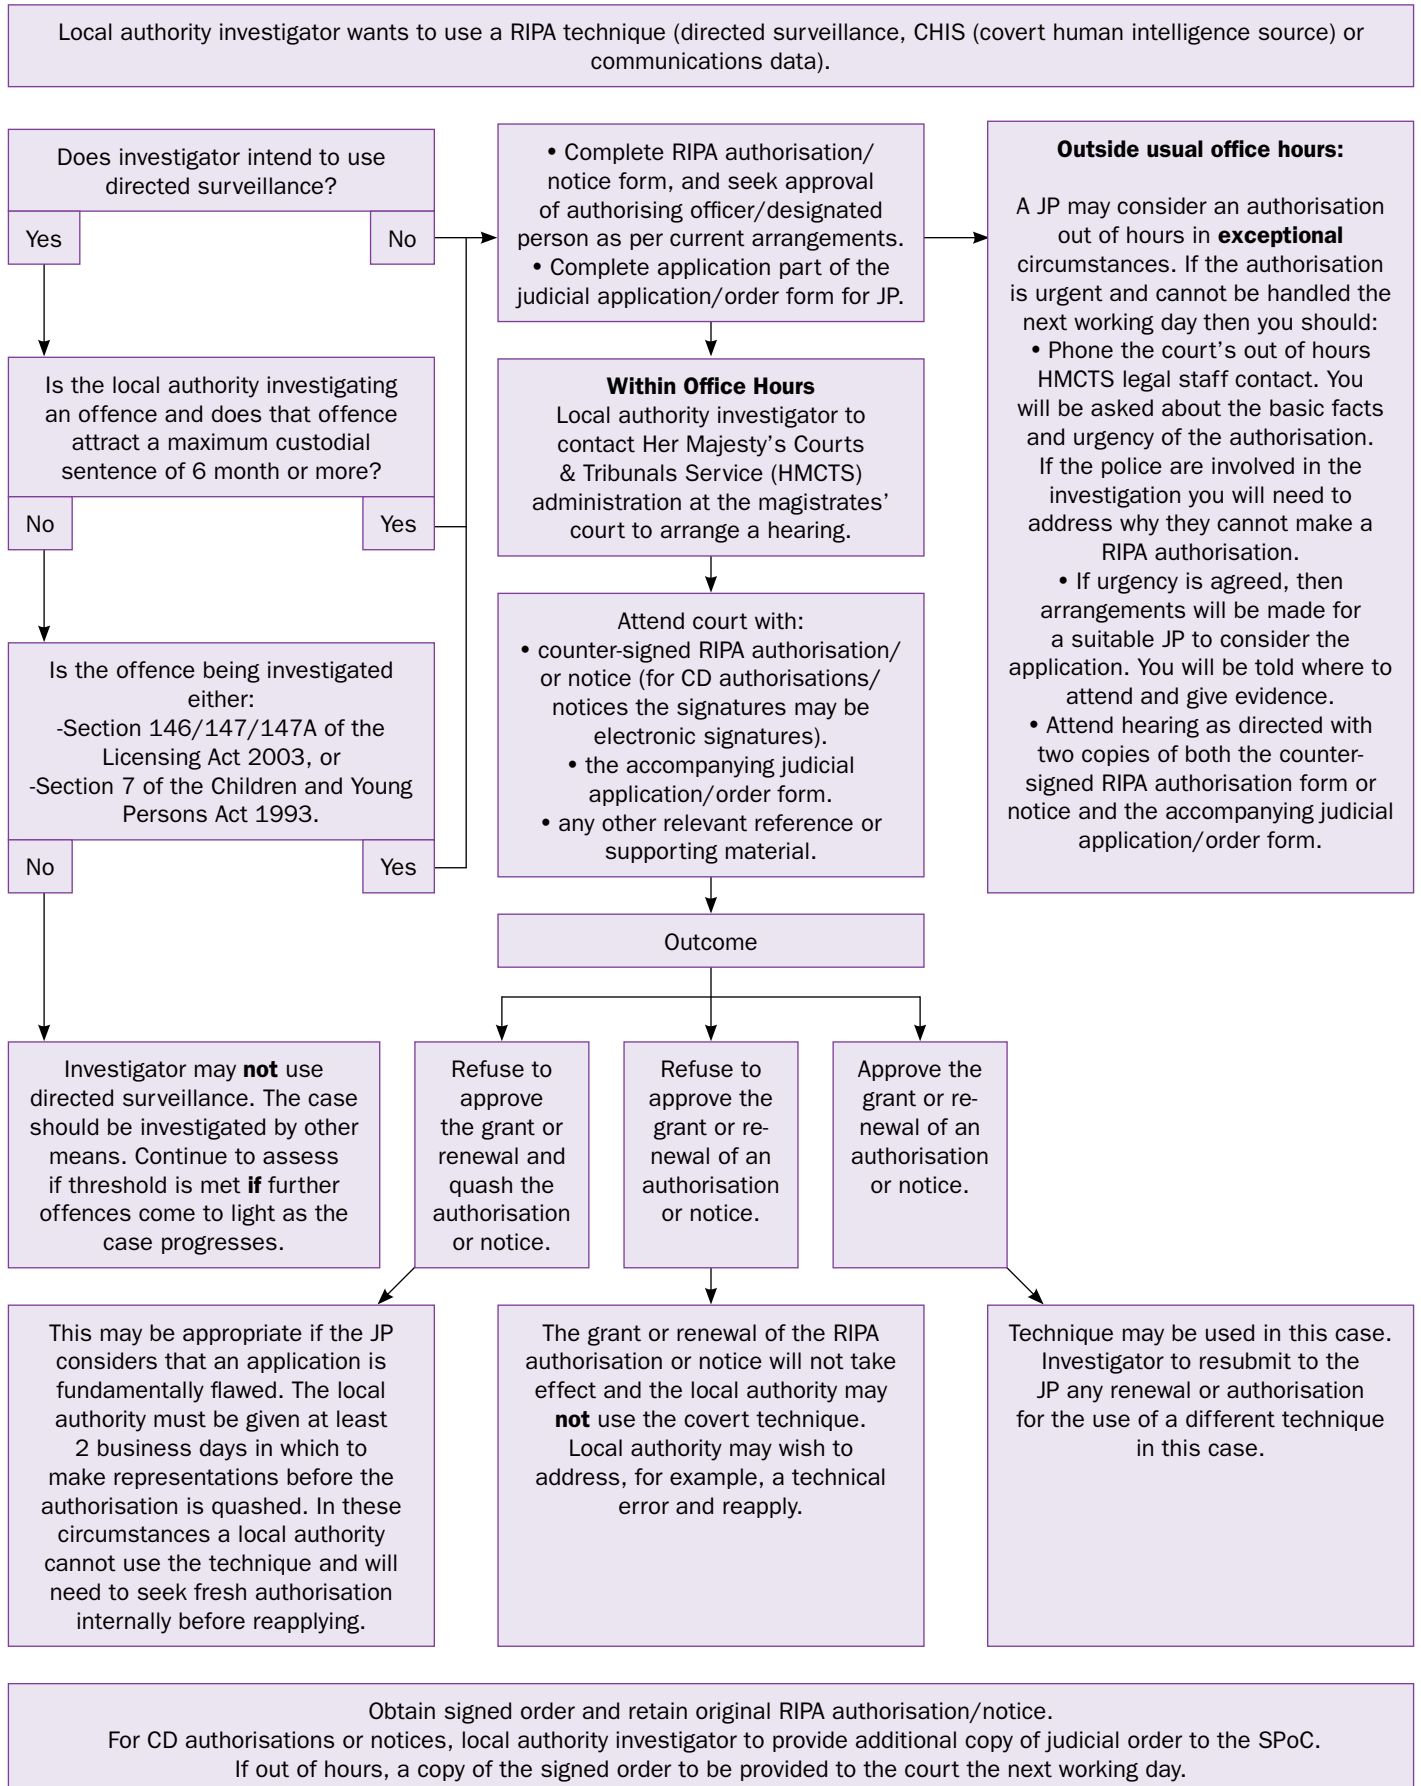 Local authority investigator wants to use a RIPA technique (directed surveillance, CHIS (covert human intelligence source) or
communications data).
Does investigator intend to use
directed surveillance?
Yes
No
Is the local authority investigating
an offence and does that offence
attract a maximum custodial
sentence of 6 month or more?
No
Yes
Is the offence being investigated
either:
-Section 146/147/147A of the
Licensing Act 2003, or
-Section 7 of the Children and Young
Persons Act 1993.
No
Yes
Investigator may not use
directed surveillance. The case
should be investigated by other
means. Continue to assess
if threshold is met if further
offences come to light as the
case progresses.
• Complete RIPA authorisation/
notice form, and seek approval
of authorising officer/designated
person as per current arrangements.
• Complete application part of the
judicial application/order form for JP.
Within Office Hours
Local authority investigator to
contact Her Majesty's Courts
& Tribunals Service (HMCTS)
administration at the magistrates'
court to arrange a hearing.
Attend court with:
• counter-signed RIPA authorisation/
or notice (for CD authorisations/
notices the signatures may be
electronic signatures).
• the accompanying judicial
application/order form.
• any other relevant reference or
supporting material.
Outside usual office hours:
A JP may consider an authorisation
out of hours in exceptional
circumstances. If the authorisation
is urgent and cannot be handled the
next working day then you should:
• Phone the court's out of hours
HMCTS legal staff contact. You
will be asked about the basic facts
and urgency of the authorisation.
If the police are involved in the
investigation you will need to
address why they cannot make a
RIPA authorisation.
• If urgency is agreed, then
arrangements will be made for
a suitable JP to consider the
application. You will be told where to
attend and give evidence.
• Attend hearing as directed with
two copies of both the counter-
signed RIPA authorisation form or
notice and the accompanying judicial
application/order form.
Outcome
Refuse to
approve
the grant or
renewal and
quash the
authorisation
or notice.
Refuse to
approve the
grant or re-
newal of an
authorisation
or notice.
Approve the
grant or re-
newal of an
authorisation
or notice.
This may be appropriate if the JP
considers that an application is
fundamentally flawed. The local
authority must be given at least
2 business days in which to
make representations before the
authorisation is quashed. In these
circumstances a local authority
cannot use the technique and will
need to seek fresh authorisation
internally before reapplying.
The grant or renewal of the RIPA
authorisation or notice will not take
effect and the local authority may
not use the covert technique.
Local authority may wish to
address, for example, a technical
error and reapply.
Technique may be used in this case.
Investigator to resubmit to the
JP any renewal or authorisation
for the use of a different technique
in this case.
Obtain signed order and retain original RIPA authorisation/notice.
For CD authorisations or notices, local authority investigator to provide additional copy of judicial order to the SPoC.
If out of hours, a copy of the signed order to be provided to the court the next working day.